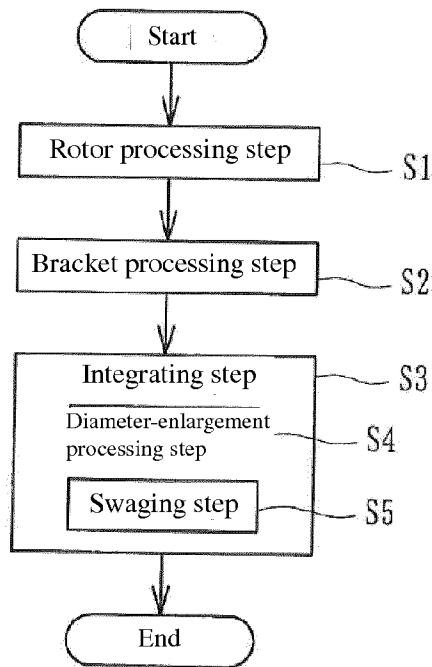 Start
Rotor processing step
S1
Bracket processing step
S2
Integrating step
S3
Diameter-enlargement
processing step
S4
Swaging step
S5
End